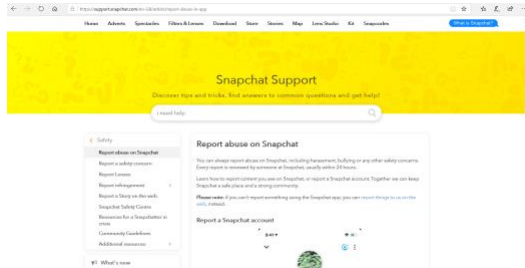 https://support.snapchat.com/en-GB/article/report-abuse-in-app
Home Adverts Spectacles Filters & Lenses Download Store Stories Map Lens Studio Kit Snapcodes
What is Snapchat?
Snapchat Support
Discover tips and tricks, find answers to common questions and get help!
I need help
Safety
Report abuse on Snapchat
Report a safety concern
Report Lenses
Report infringement
Report a Story on the web
Snapchat Safety Centre
Resources for a Snapchatter in
crisis
Community Guidelines
Additional resources
What's new
Report abuse on Snapchat
You can always report abuse on Snapchat, including harassment, bullying or any other safety concerns.
Every report is reviewed by someone at Snapchat, usually within 24 hours.
Learn how to report content you see on Snapchat, or report a Snapchat account. Together we can keep
Snapchat a safe place and a strong community.
Please note: if you can't report something using the Snapchat app, you can report things to us on the
web, instead.
Report a Snapchat account